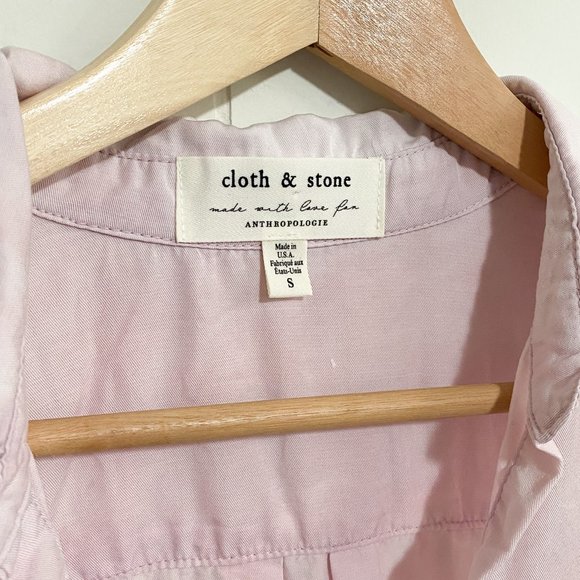 cloth & stone
made with love for
ANTHROPOLOGIE
Made in
U.S.A.
Fabriqué aux
États-Unis
S